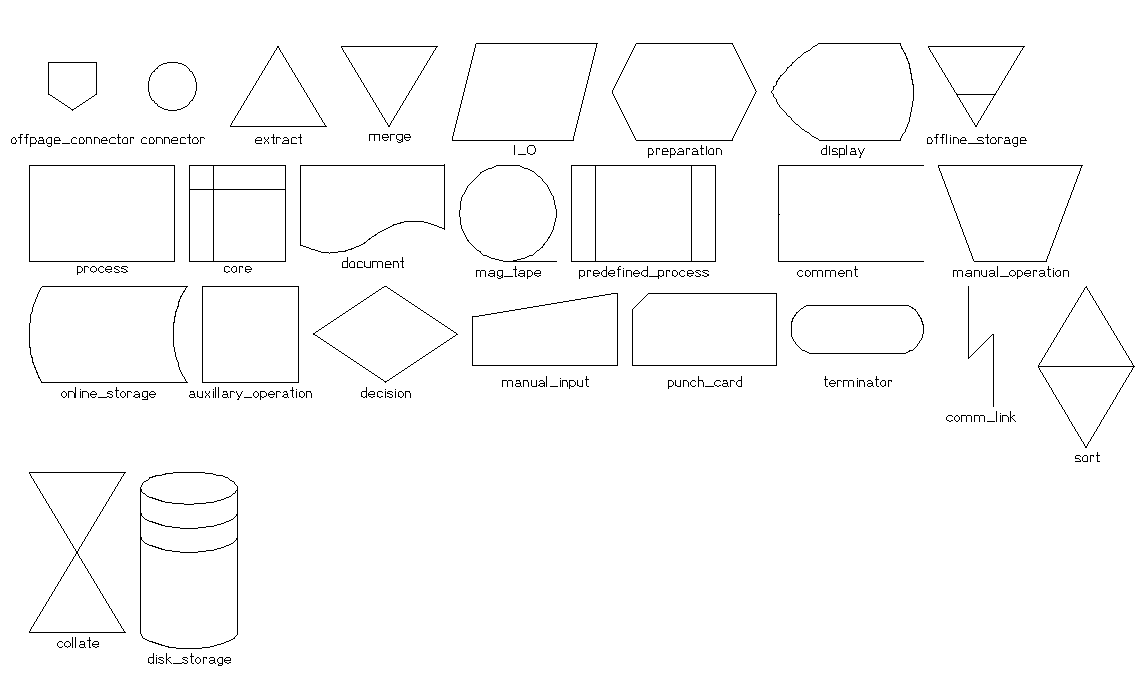 offpage_connector connector extract merge I_O preparation display offline_storage
process core document mag_tape predefined_process comment manual_operation
online_storage auxillary_operation decision manual_input punch_card terminator comm_link sort
collate disk_storage